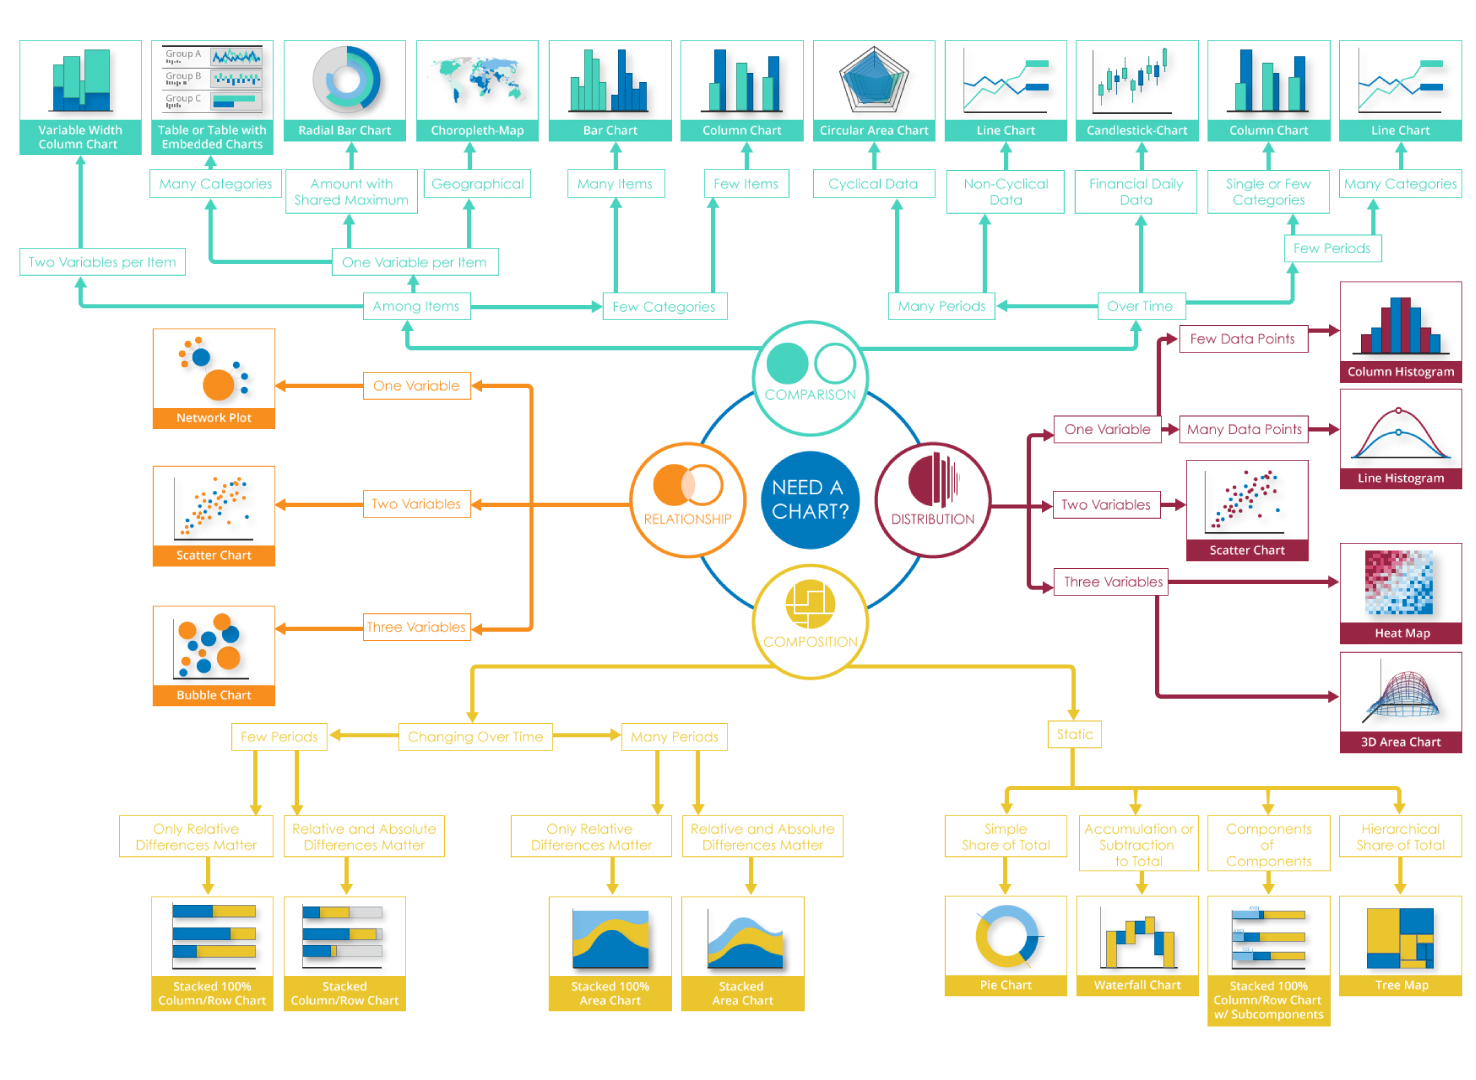 Group A
Group B
Group C
Variable Width
Column Chart
Table or Table with
Embedded Charts
Radial Bar Chart
Choropleth-Map
Bar Chart
Column Chart
Circular Area Chart
Line Chart
Candlestick-Chart
Column Chart
Line Chart
Many Categories
Amount with
Shared Maximum
Geographical
Many Items
Few Items
Cyclical Data
Non-Cyclical
Data
Financial Daily
Data
Single or Few
Categories
Many Categories
Two Variables per Item
One Variable per Item
Few Periods
Among Items
Few Categories
Many Periods
Over Time
COMPARISON
RELATIONSHIP
NEED A
CHART?
DISTRIBUTION
COMPOSITION
One Variable
Network Plot
Two Variables
Scatter Chart
Three Variables
Bubble Chart
Few Data Points
Column Histogram
One Variable
Many Data Points
Line Histogram
Two Variables
Scatter Chart
Three Variables
Heat Map
3D Area Chart
Few Periods
Changing Over Time
Many Periods
Static
Only Relative
Differences Matter
Relative and Absolute
Differences Matter
Only Relative
Differences Matter
Relative and Absolute
Differences Matter
Simple
Share of Total
Accumulation or
Subtraction
to Total
Components
of
Components
Hierarchical
Share of Total
Stacked 100%
Column/Row Chart
Stacked
Column/Row Chart
Stacked 100%
Area Chart
Stacked
Area Chart
Pie Chart
Waterfall Chart
Stacked 100%
Column/Row Chart
w/ Subcomponents
Tree Map